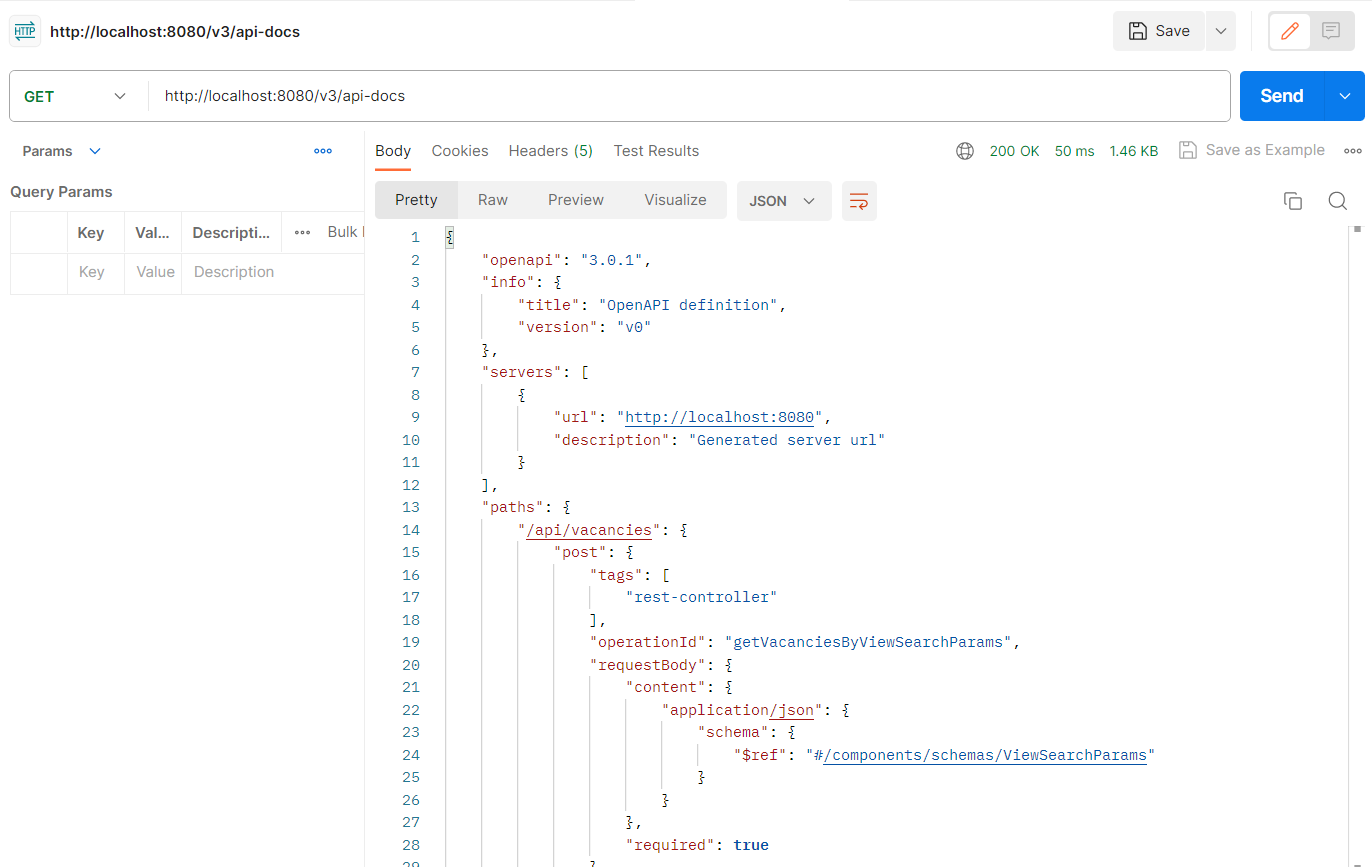 HTTP http://localhost:8080/v3/api-docs Save
GET http://localhost:8080/v3/api-docs Send
Params
Body Cookies Headers (5) Test Results 200 OK 50 ms 1.46 KB Save as Example
Query Params
Pretty Raw Preview Visualize JSON
Key Val... Descripti... Bulk
Key Value Description
1 {
2 "openapi": "3.0.1",
3 "info": {
4 "title": "OpenAPI definition",
5 "version": "v0"
6 },
7 "servers": [
8 {
9 "url": "http://localhost:8080",
10 "description": "Generated server url"
11 }
12 ],
13 "paths": {
14 "/api/vacancies": {
15 "post": {
16 "tags": [
17 "rest-controller"
18 ],
19 "operationId": "getVacanciesByViewSearchParams",
20 "requestBody": {
21 "content": {
22 "application/json": {
23 "schema": {
24 "$ref": "#/components/schemas/ViewSearchParams"
25 }
26 }
27 },
28 "required": true
29